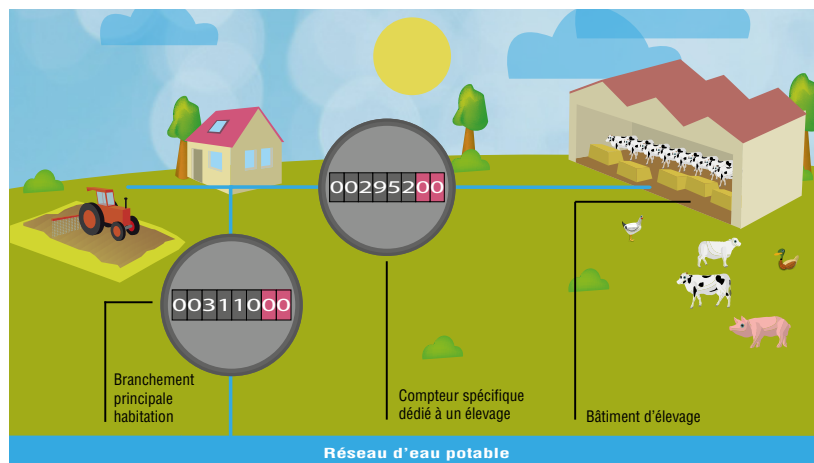 00295200
00311000
Branchement
principale
habitation
Compteur spécifique
dédié à un élevage
Bâtiment d’élevage
Réseau d’eau potable